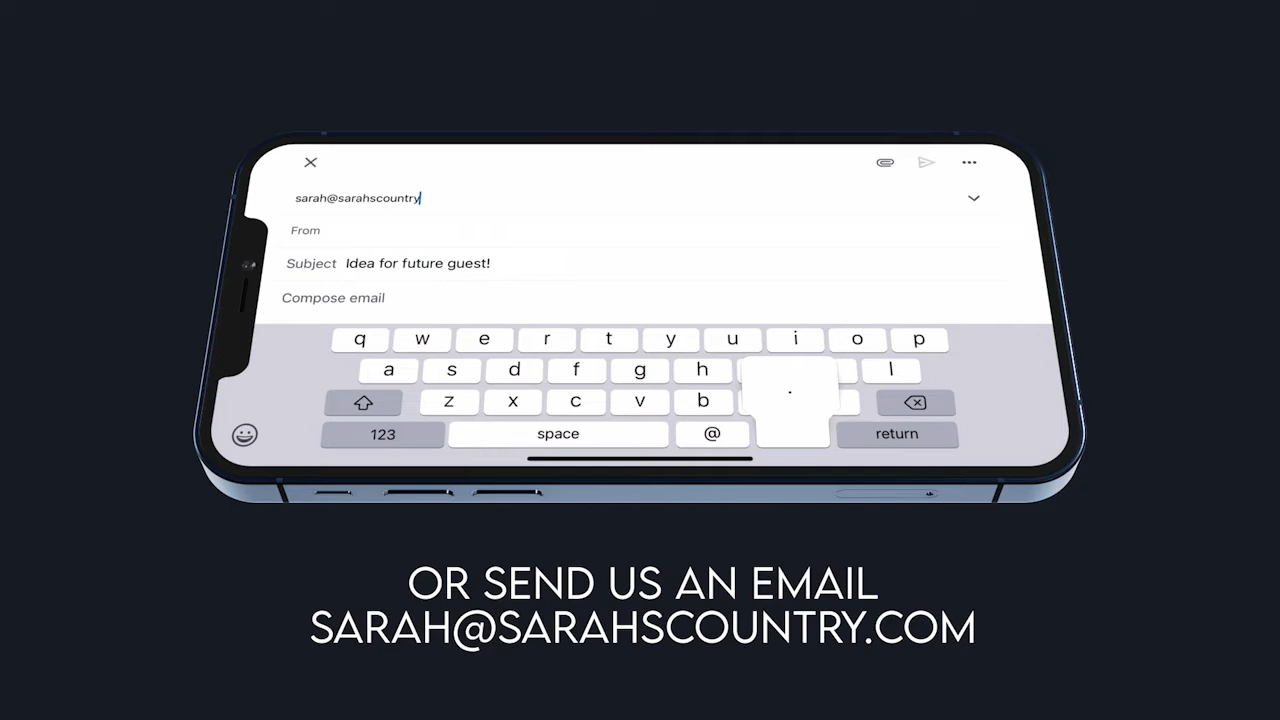 sarah@sarahscountry
From
Subject Idea for future guest!
Compose email
q w e r t y u i o p
a s d f g h l
z x c v b .
123 space @ return
OR SEND US AN EMAIL
SARAH@SARAHSCOUNTRY.COM